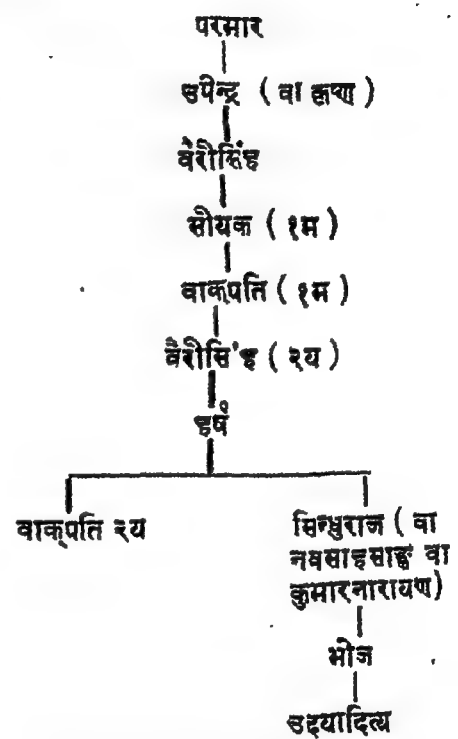 परमार
उपेन्द्र ( वा कृष्ण )
वैरीसिंह
सीयक ( १म )
वाक्‌पति ( १म )
वैरीसिंह ( २य )
हर्ष
वाक्‌पति २य
सिन्धुराज ( वा
नवसाहसाङ्क वा
कुमारनारायण)
भोज
उदयादित्य